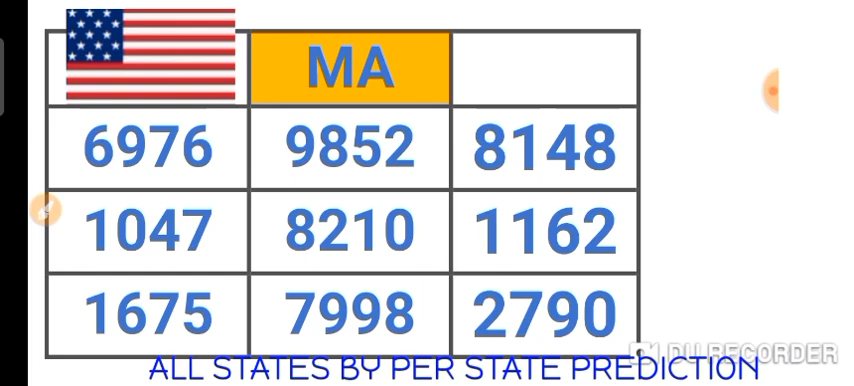 MA
6976 9852 8148
1047 8210 1162
1675 7998 2790
DU RECORDER
ALL STATES BY PER STATE PREDICTION